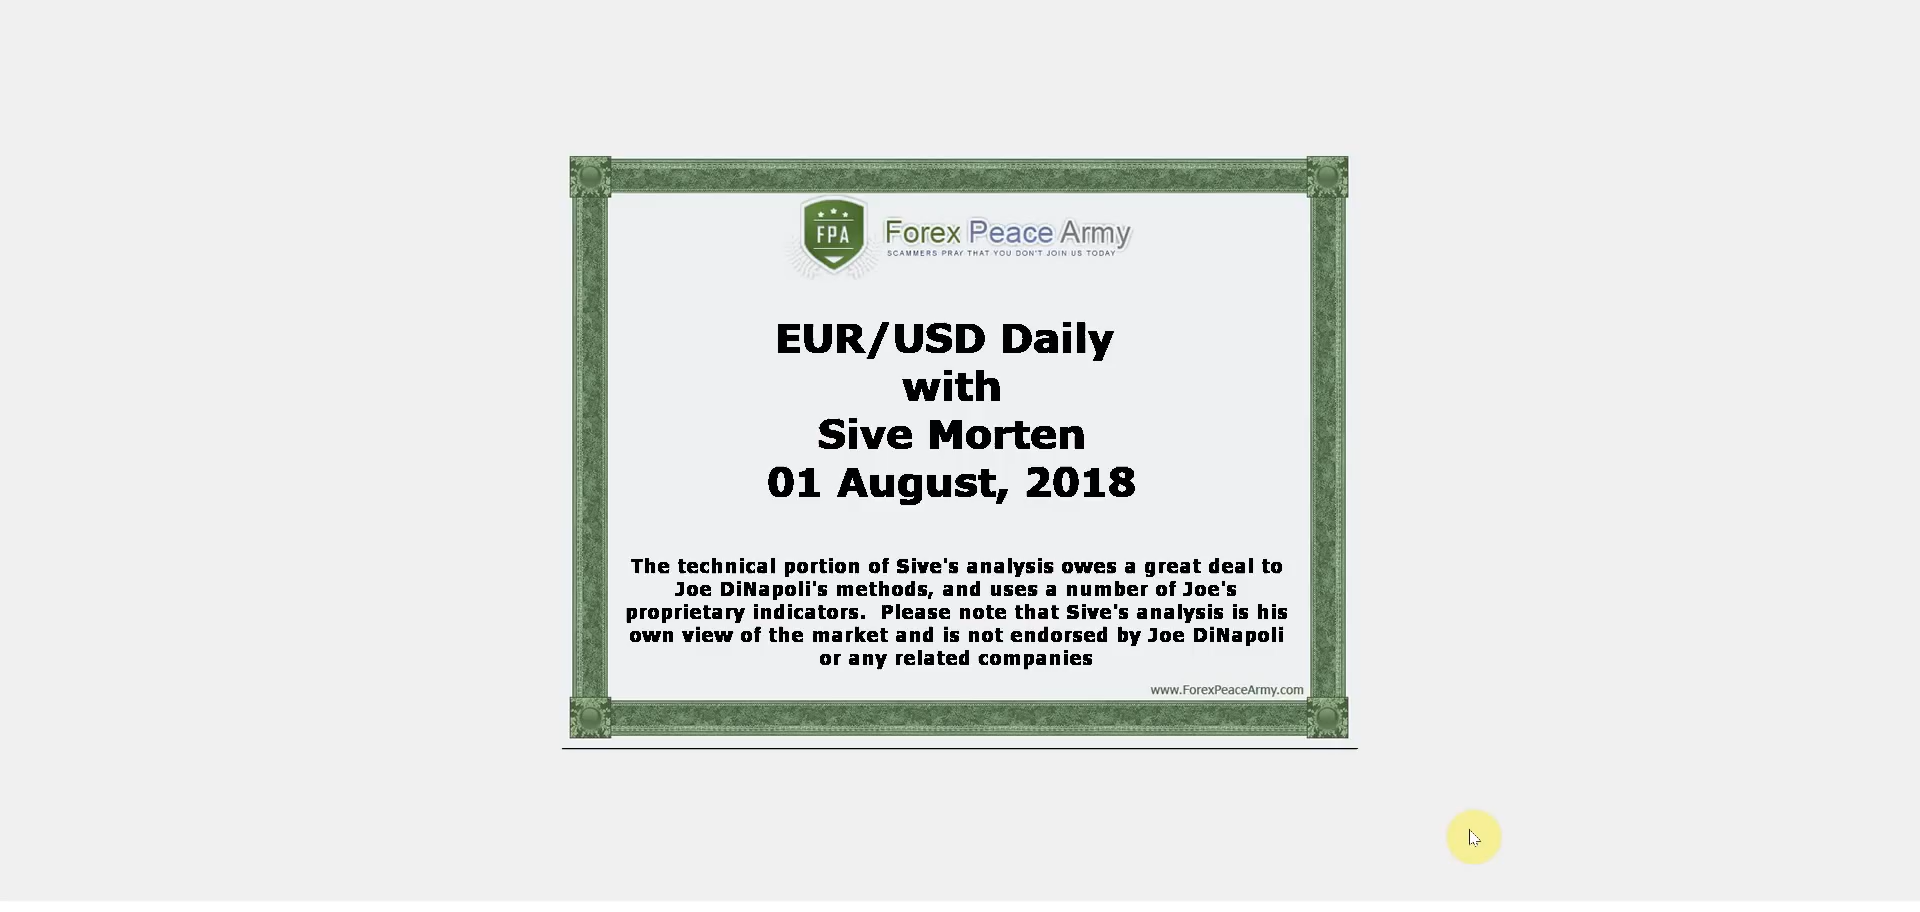 FPA
Forex Peace Army
SCAMMERS PRAY THAT YOU DON'T JOIN US TODAY
EUR/USD Daily
with
Sive Morten
01 August, 2018
The technical portion of Sive's analysis owes a great deal to
Joe DiNapoli's methods, and uses a number of Joe's
proprietary indicators.  Please note that Sive's analysis is his
own view of the market and is not endorsed by Joe DiNapoli
or any related companies
www.ForexPeaceArmy.com